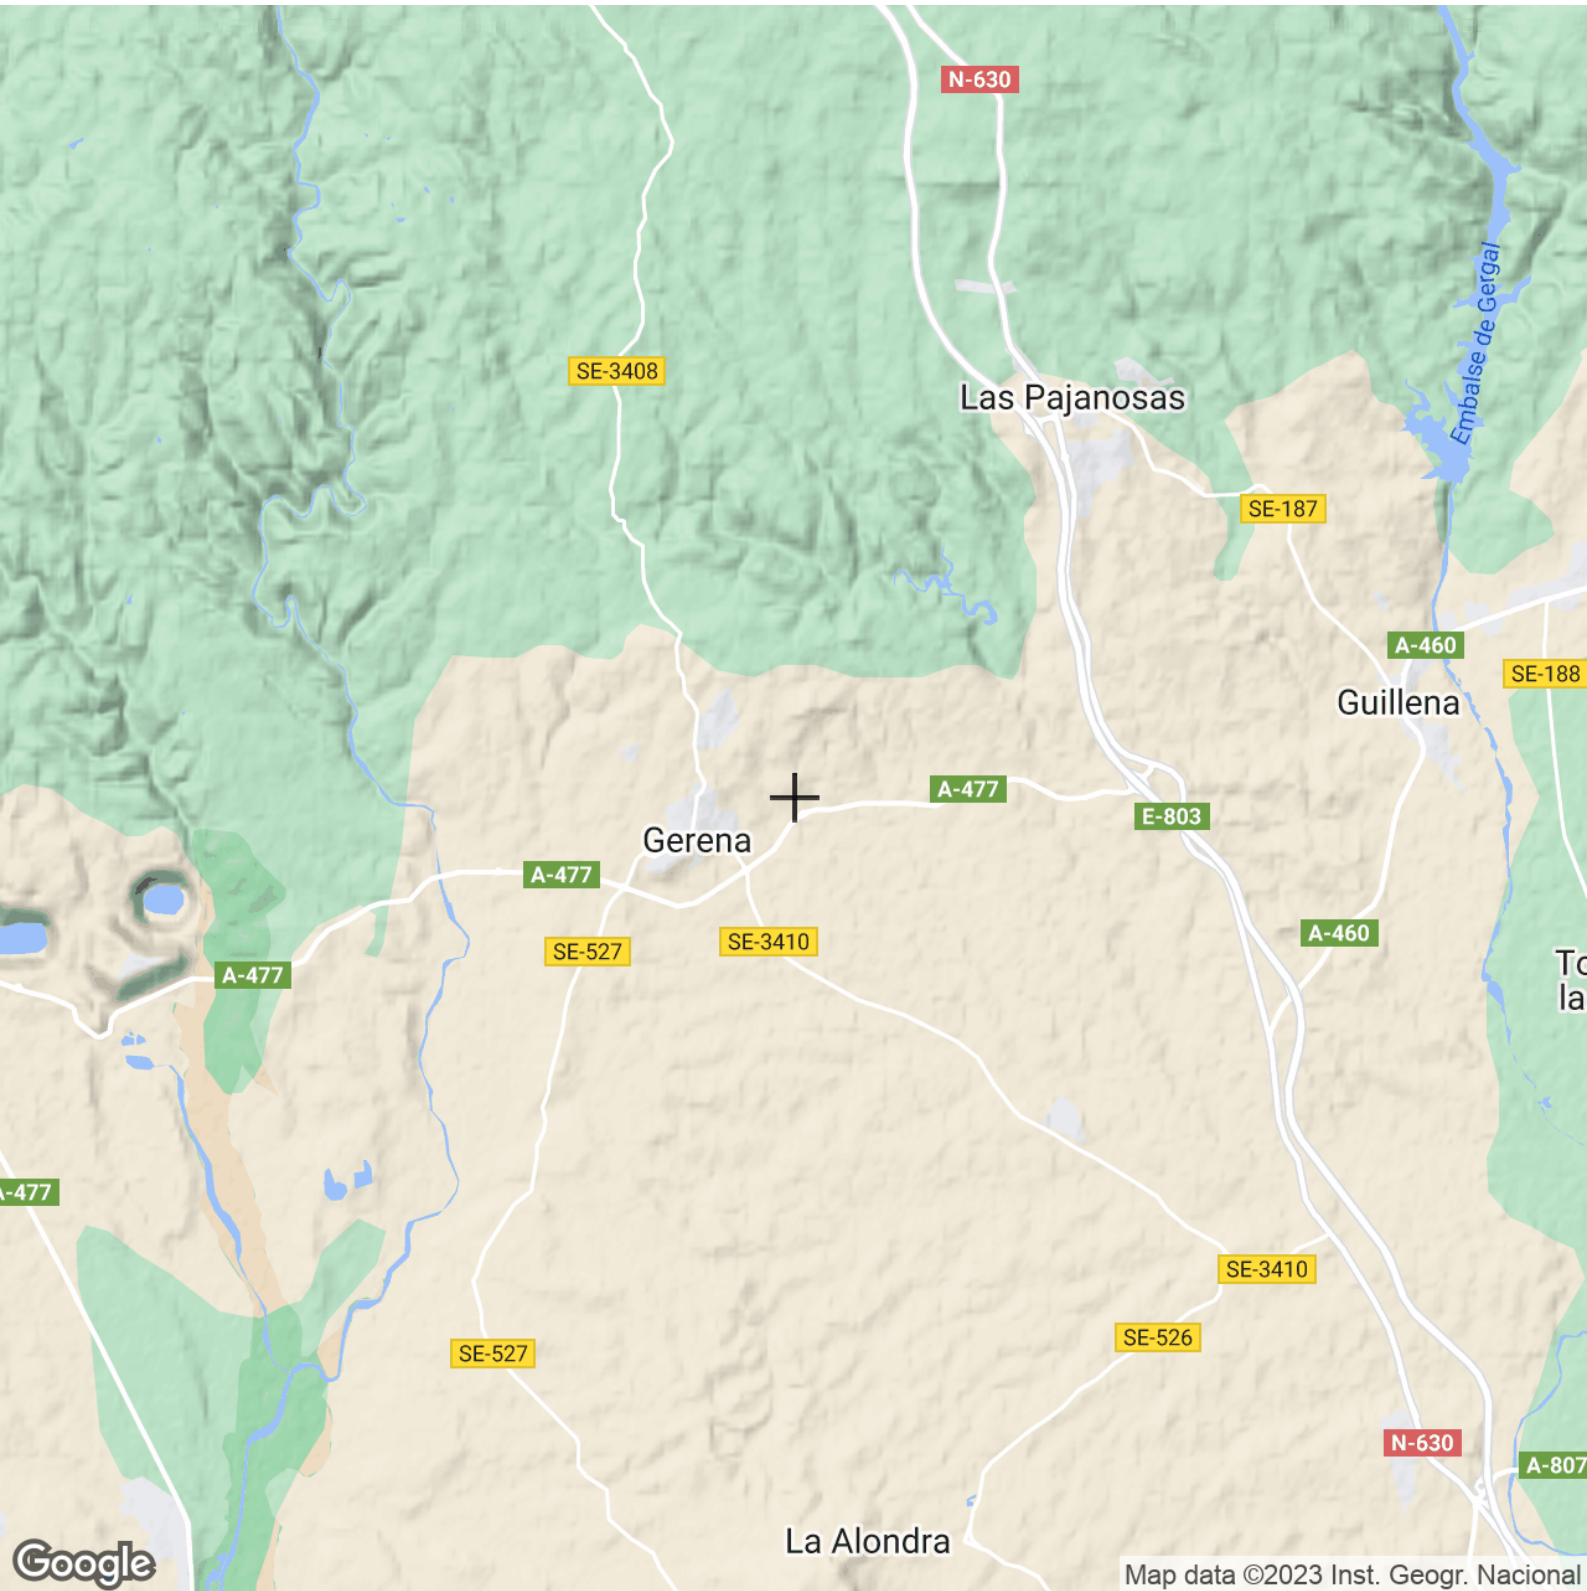 N-630
Embalse de Gergal
SE-3408
Las Pajanosas
SE-187
A-460
SE-188
Guillena
A-477
E-803
Gerena
A-477
A-460
SE-527
SE-3410
To
la
A-477
A-477
SE-3410
SE-526
SE-527
N-630
A-807
La Alondra
Google
Map data ©2023 Inst. Geogr. Nacional